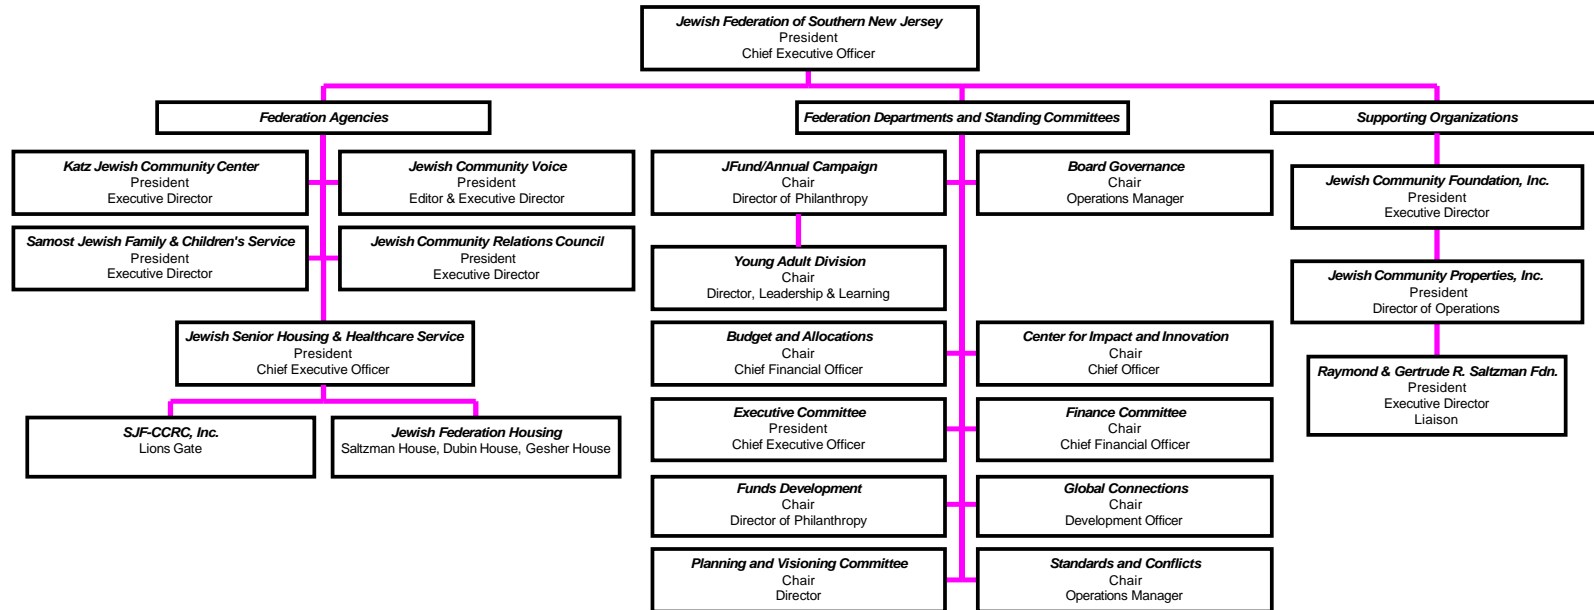 Jewish Federation of Southern New Jersey
President
Chief Executive Officer
Federation Agencies
Federation Departments and Standing Committees
Supporting Organizations
Katz Jewish Community Center
President
Executive Director
Jewish Community Voice
President
Editor & Executive Director
Samost Jewish Family & Children's Service
President
Executive Director
Jewish Community Relations Council
President
Executive Director
Jewish Senior Housing & Healthcare Service
President
Chief Executive Officer
SJF-CCRC, Inc.
Lions Gate
Jewish Federation Housing
Saltzman House, Dubin House, Gesher House
JFund/Annual Campaign
Chair
Director of Philanthropy
Board Governance
Chair
Operations Manager
Young Adult Division
Chair
Director, Leadership & Learning
Budget and Allocations
Chair
Chief Financial Officer
Center for Impact and Innovation
Chair
Chief Officer
Executive Committee
President
Chief Executive Officer
Finance Committee
Chair
Chief Financial Officer
Funds Development
Chair
Director of Philanthropy
Global Connections
Chair
Development Officer
Planning and Visioning Committee
Chair
Director
Standards and Conflicts
Chair
Operations Manager
Jewish Community Foundation, Inc.
President
Executive Director
Jewish Community Properties, Inc.
President
Director of Operations
Raymond & Gertrude R. Saltzman Fdn.
President
Executive Director
Liaison